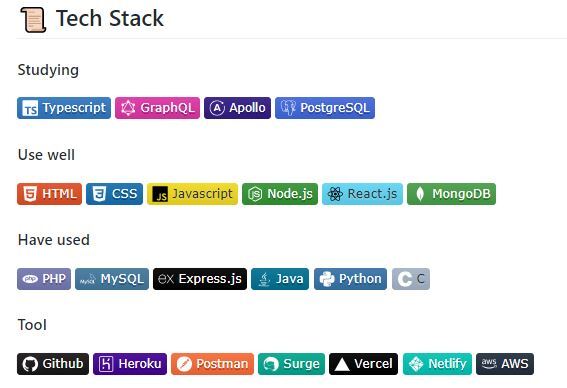 Tech Stack
Studying
TS Typescript GraphQL Apollo PostgreSQL
Use well
HTML CSS JS Javascript Node.js React.js MongoDB
Have used
php PHP MySQL MySQL ex Express.js Java Python C C
Tool
Github Heroku Postman Surge Vercel Netlify aws AWS